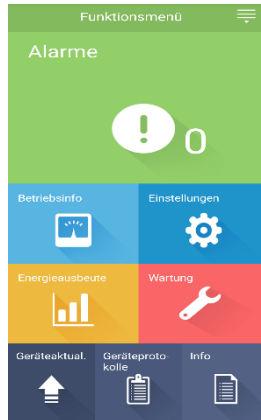 Funktionsmenü
Alarme
0
Betriebsinfo
Einstellungen
Energieausbeute
Wartung
Geräteaktual.
Geräteproto-
kolle
Info